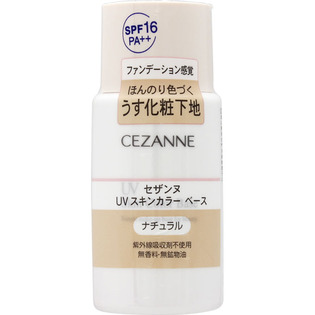 SPF16
PA++
ファンデーション感覚
ほんのり色づく
うす化粧下地
CEZANNE
UV
セザンヌ
UV スキンカラー ベース
ナチュラル
紫外線吸収剤不使用
無香料・無鉱物油